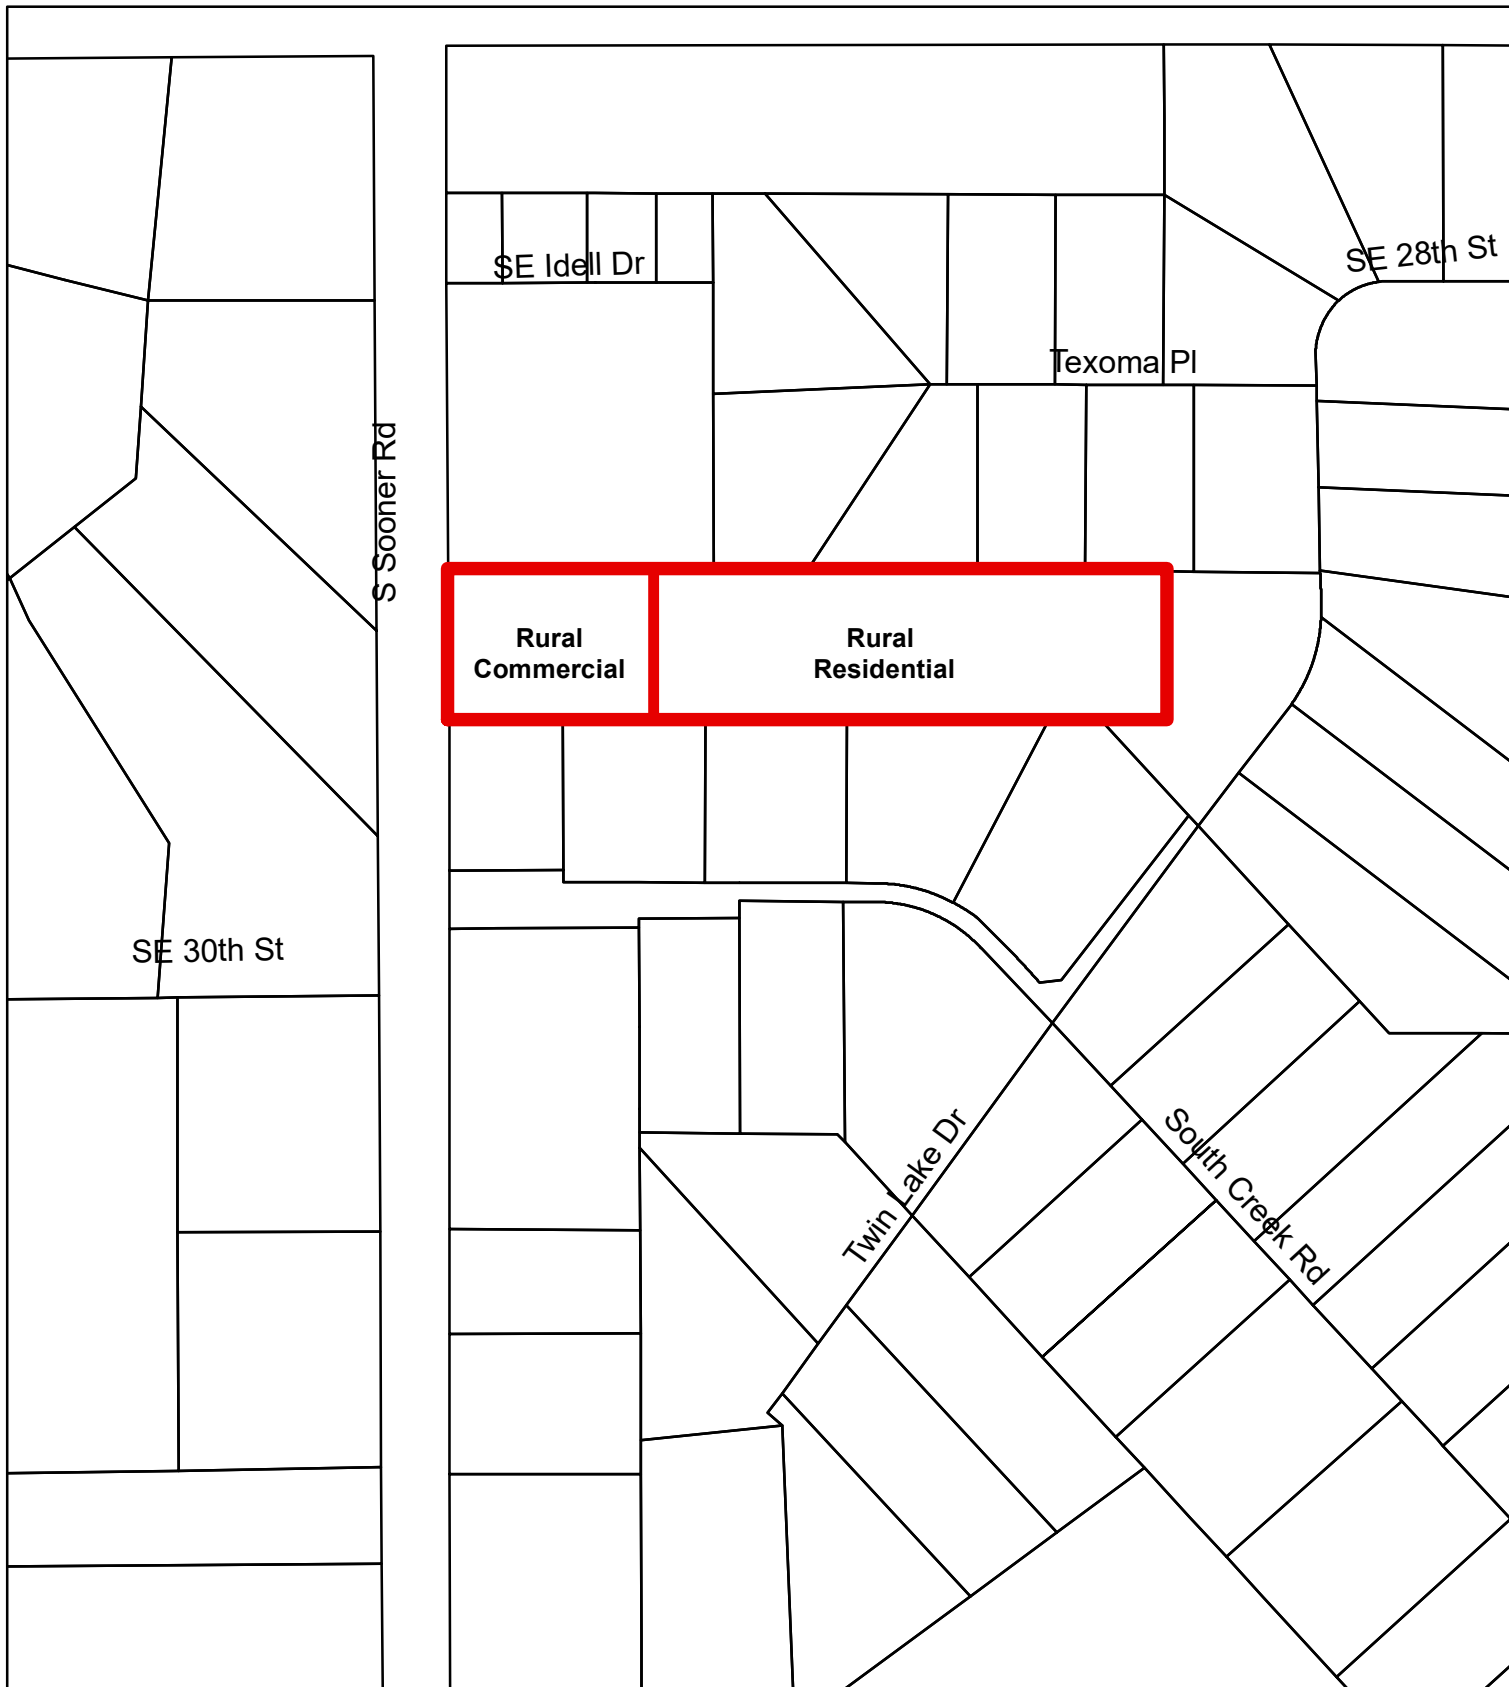 SE Idell Dr
SE 28th St
Texoma Pl
S Sooner Rd
Rural
Commercial
Rural
Residential
SE 30th St
Twin Lake Dr
South Creek Rd